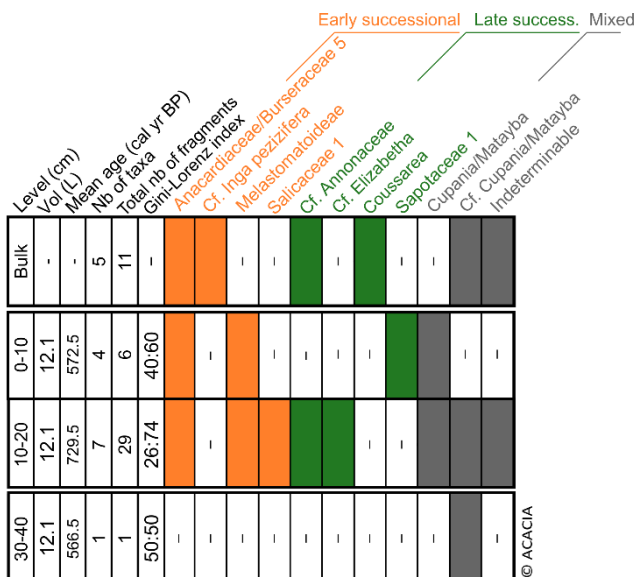 Early successional
Late success.
Mixed
Level (cm)
Vol (L)
Mean age (cal yr BP)
Nb of taxa
Total nb of fragments
Gini-Lorenz index
Anacardiaceae/Burseraceae 5
Cf. Inga pezizifera
Melastomatoideae
Salicaceae 1
Cf. Annonaceae
Cf. Elizabetha
Coussarea
Sapotaceae 1
Cupania/Matayba
Cf. Cupania/Matayba
Indeterminable
Bulk - - 5 11 - - - - - -
0-10 12.1 572.5 4 6 40:60 - - - - - - -
10-20 12.1 729.5 7 29 26:74 - - -
30-40 12.1 566.5 1 1 50:50 - - - - - - - - - -
© ACACIA